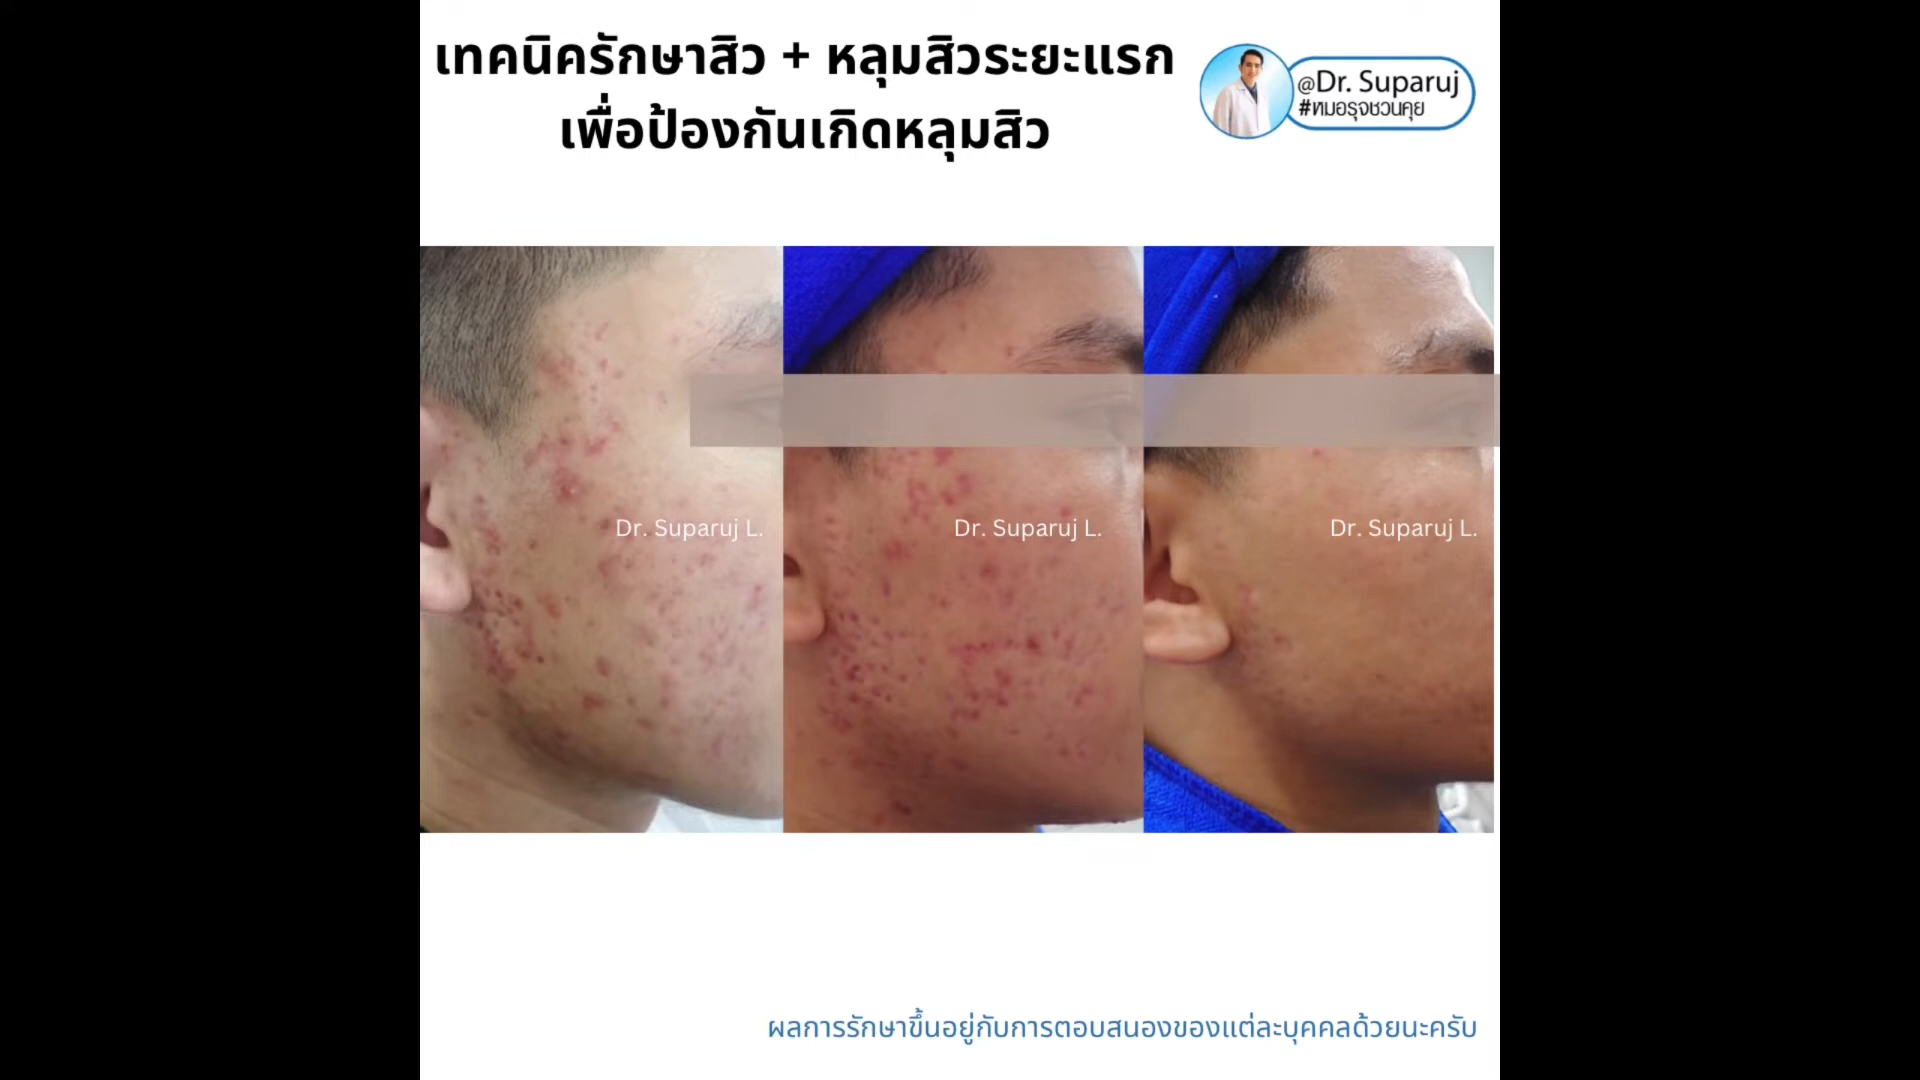 เทคนิครักษาสิว + หลุมสิวระยะแรก
เพื่อป้องกันเกิดหลุมสิว
@Dr. Suparuj
#หมอรุจชวนคุย
Dr. Suparuj L.
Dr. Suparuj L.
Dr. Suparuj L.
ผลการรักษาขึ้นอยู่กับการตอบสนองของแต่ละบุคคลด้วยนะครับ